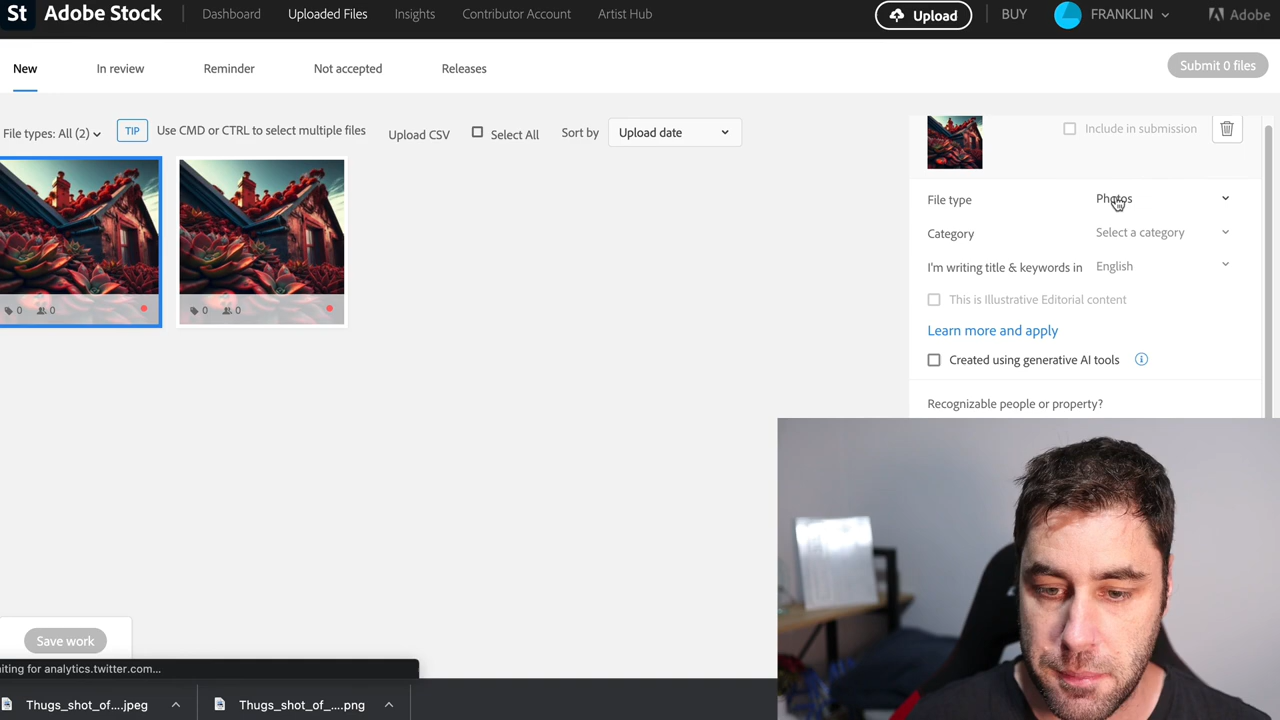 St Adobe Stock Dashboard Uploaded Files Insights Contributor Account Artist Hub Upload BUY FRANKLIN Adobe
New In review Reminder Not accepted Releases Submit 0 files
File types: All (2) TIP Use CMD or CTRL to select multiple files Upload CSV Select All Sort by Upload date
Include in submission
File type Photos
Category Select a category
I'm writing title & keywords in English
This is Illustrative Editorial content
Learn more and apply
Created using generative AI tools i
Recognizable people or property?
0 0 0 0
Save work
iting for analytics.twitter.com...
Thugs_shot_of....jpeg Thugs_shot_of_....png